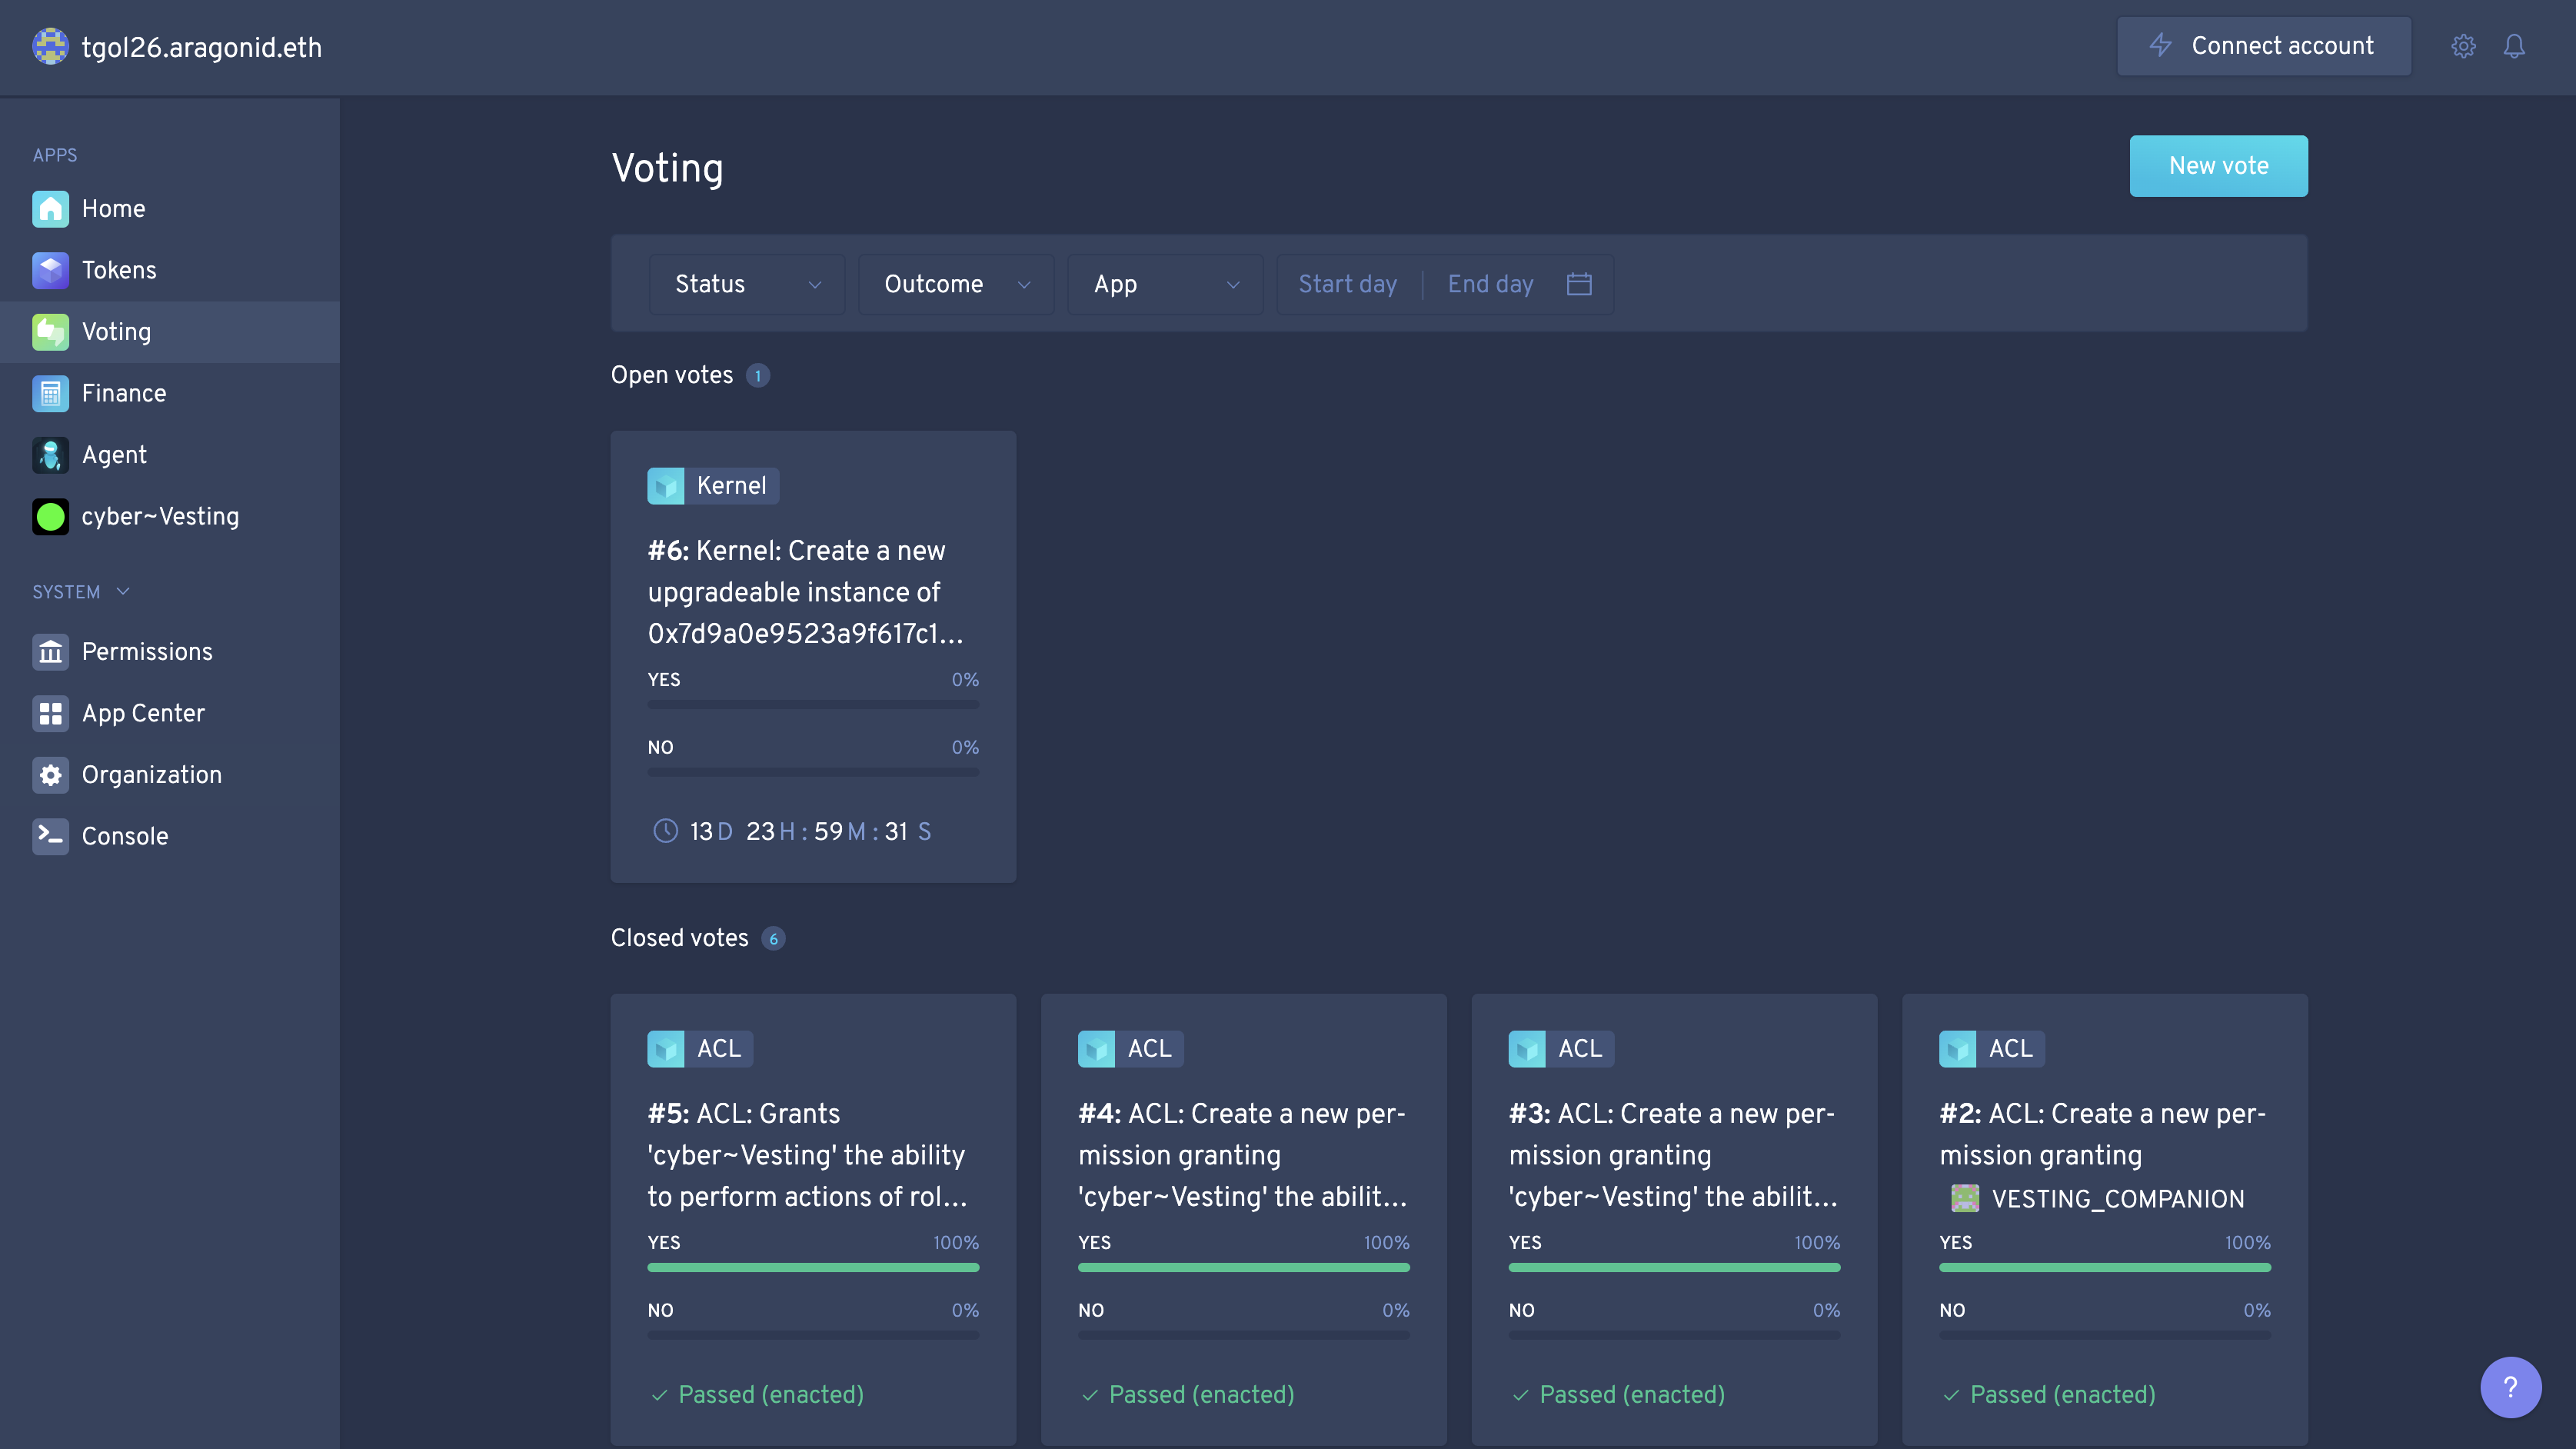 tgol26.aragonid.eth
Connect account
APPS
Home
Tokens
Voting
Finance
Agent
cyber~Vesting
SYSTEM
Permissions
App Center
Organization
Console
Voting
New vote
Status
Outcome
App
Start day
End day
Open votes 1
Kernel
#6: Kernel: Create a new
upgradeable instance of
0x7d9a0e9523a9f617c1...
YES 0%
NO 0%
13 D 23 H : 59 M : 31 S
Closed votes 6
ACL
#5: ACL: Grants
'cyber~Vesting' the ability
to perform actions of rol...
YES 100%
NO 0%
Passed (enacted)
ACL
#4: ACL: Create a new per-
mission granting
'cyber~Vesting' the abilit...
YES 100%
NO 0%
Passed (enacted)
ACL
#3: ACL: Create a new per-
mission granting
'cyber~Vesting' the abilit...
YES 100%
NO 0%
Passed (enacted)
ACL
#2: ACL: Create a new per-
mission granting
VESTING_COMPANION
YES 100%
NO 0%
Passed (enacted)
?